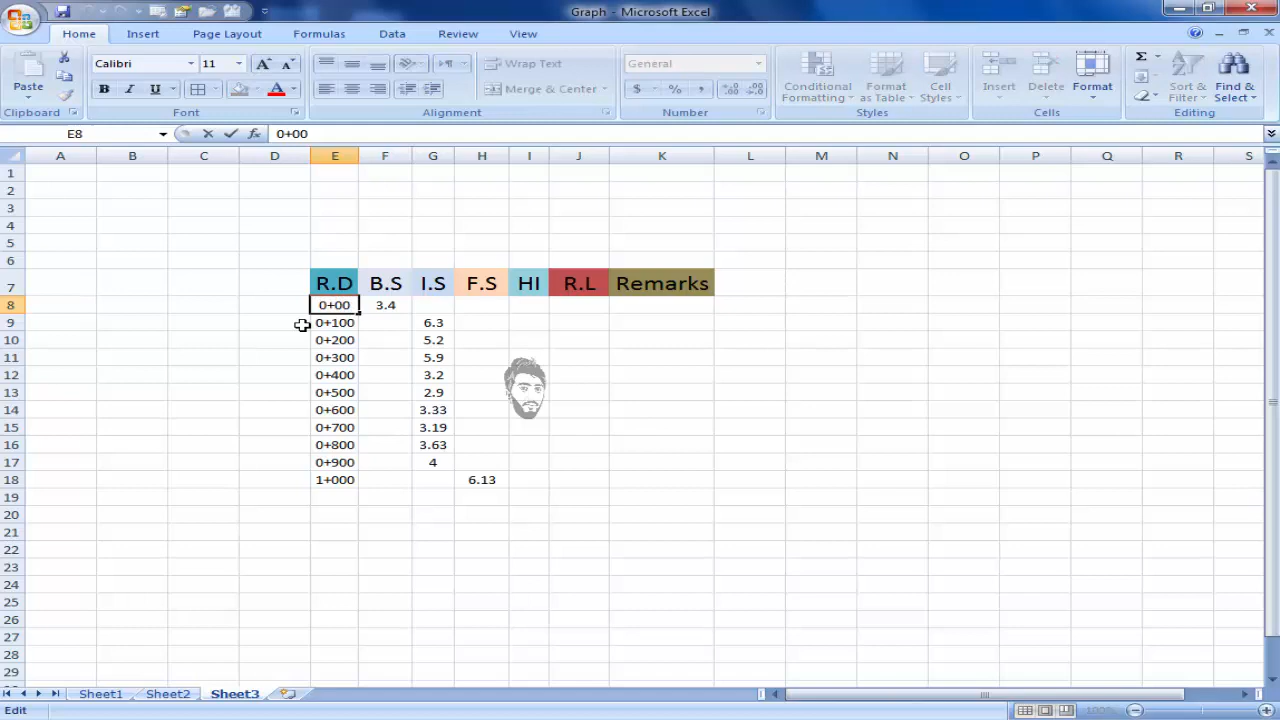 Graph - Microsoft Excel
Home Insert Page Layout Formulas Data Review View
Paste Calibri 11 A A Wrap Text General Conditional Formatting Format as Table Cell Styles Insert Delete Format Σ Sort & Filter Find & Select
B I U A Merge & Center $ % ,
Clipboard Font Alignment Number Styles Cells Editing
E8 fx 0+00
A B C D E F G H I J K L M N O P Q R S
1
2
3
4
5
6
7 R.D B.S I.S F.S HI R.L Remarks
8 0+00 3.4
9 0+100 6.3
10 0+200 5.2
11 0+300 5.9
12 0+400 3.2
13 0+500 2.9
14 0+600 3.33
15 0+700 3.19
16 0+800 3.63
17 0+900 4
18 1+000 6.13
19
20
21
22
23
24
25
26
27
28
29
Sheet1 Sheet2 Sheet3
Edit 100%